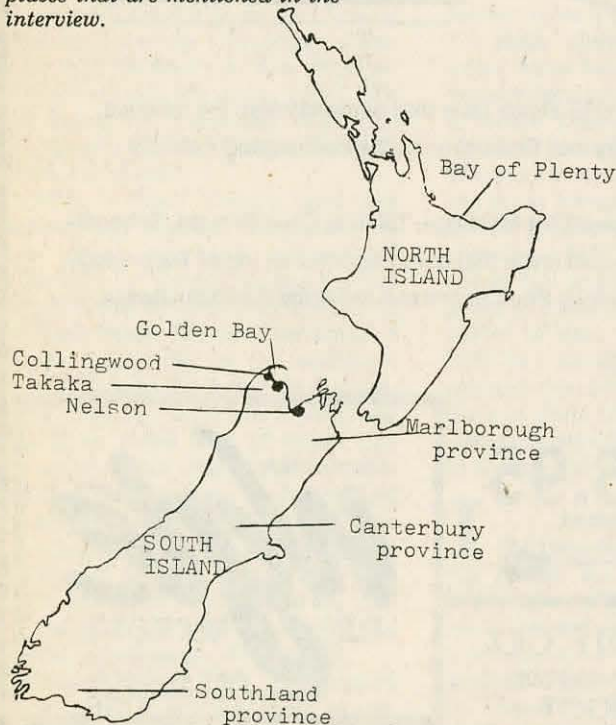 places that are mentioned in the
interview.
Bay of Plenty
NORTH
ISLAND
Golden Bay
Collingwood
Takaka
Nelson
Marlborough
province
Canterbury
province
SOUTH
ISLAND
Southland
province